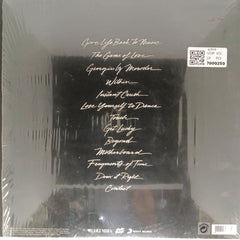 Give Life Back To Music
The Game of Love
Giorgio by Moroder
Within
Instant Crush
Lose Yourself to Dance
Touch
Get Lucky
Beyond
Motherboard
Fragments of Time
Doin' it Right
Contact